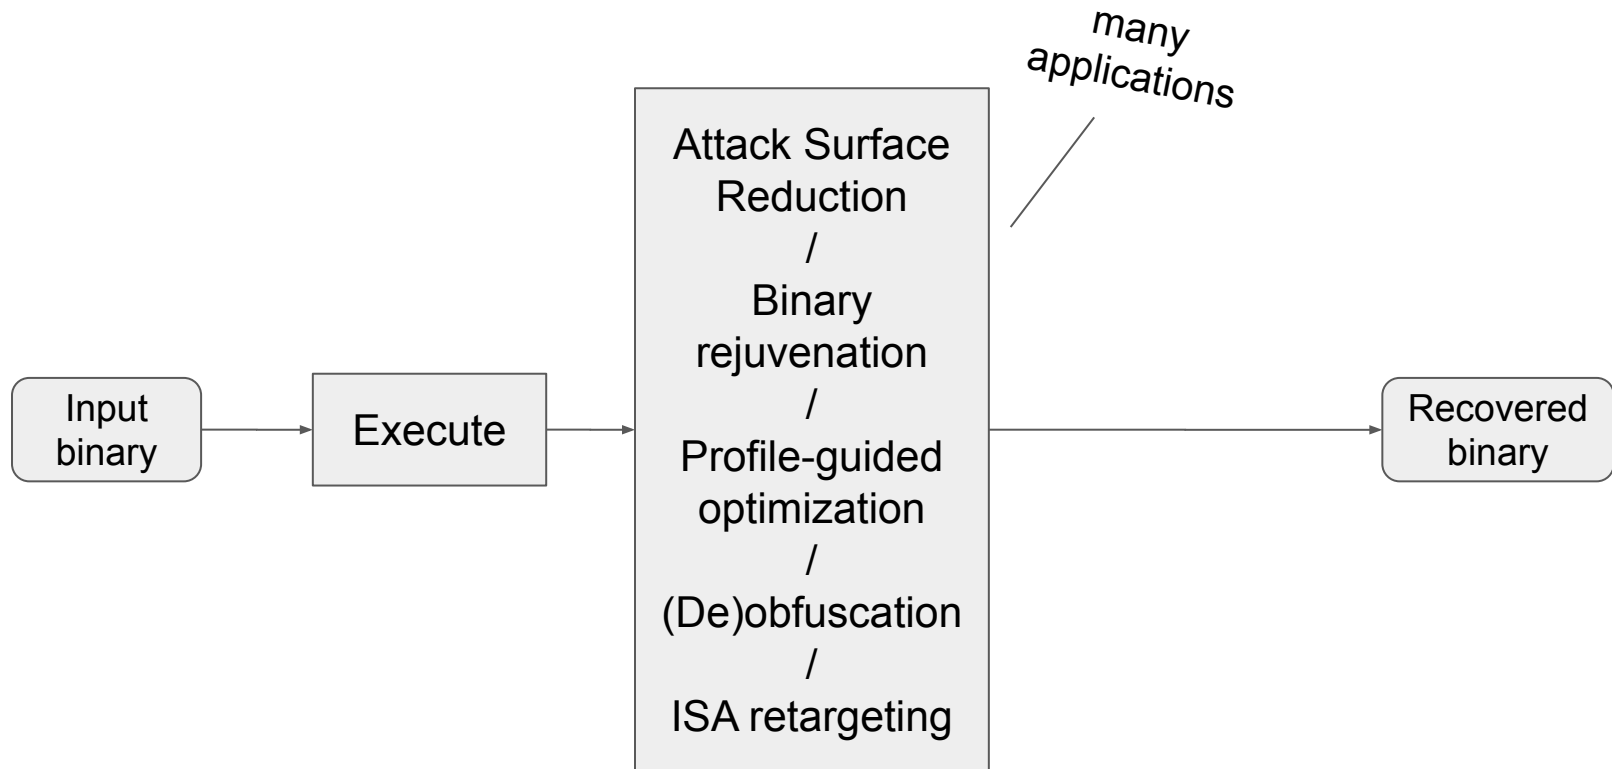 many
applications
Attack Surface
Reduction
/
Binary
rejuvenation
/
Profile-guided
optimization
/
(De)obfuscation
/
ISA retargeting
Input
binary
Execute
Recovered
binary